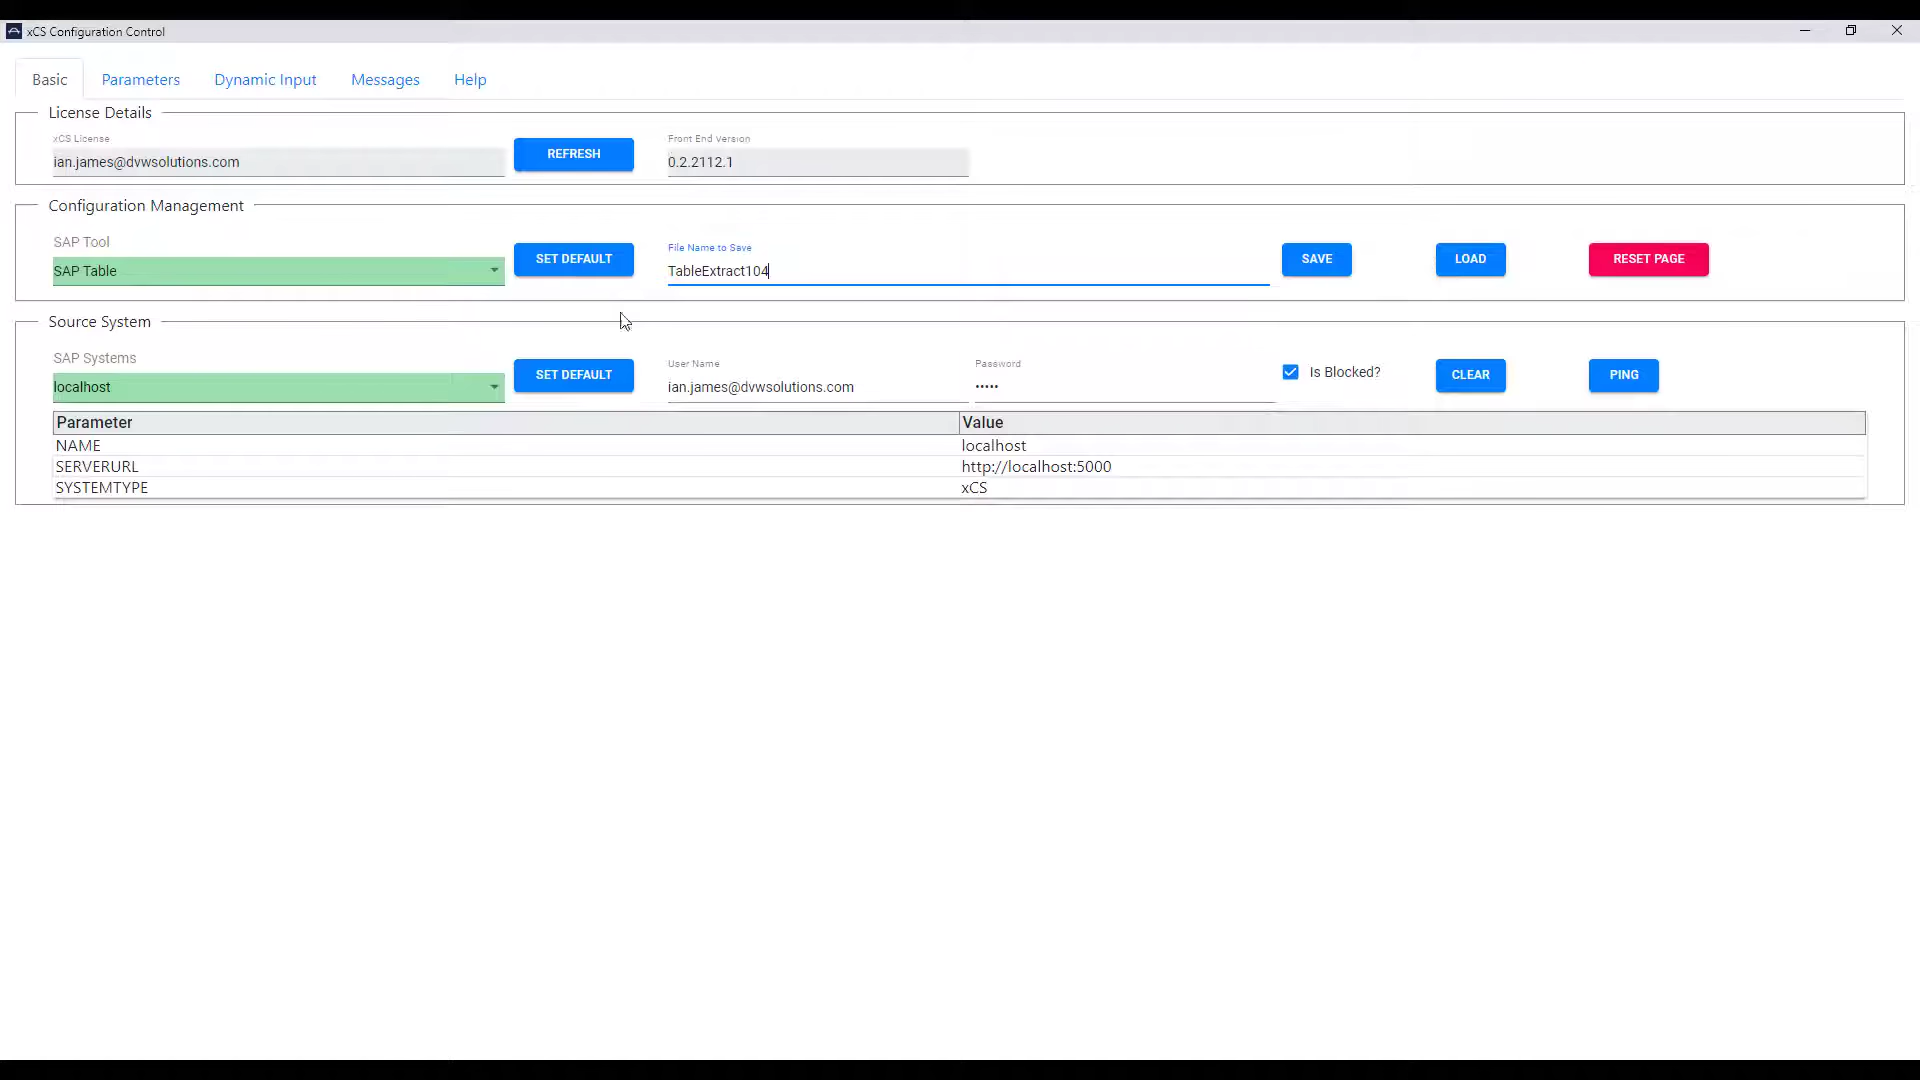 xCS Configuration Control
Basic Parameters Dynamic Input Messages Help
License Details
xCS License
ian.james@dvwsolutions.com
REFRESH
Front End Version
0.2.2112.1
Configuration Management
SAP Tool
SAP Table
SET DEFAULT
File Name to Save
TableExtract104
SAVE
LOAD
RESET PAGE
Source System
SAP Systems
localhost
SET DEFAULT
User Name
ian.james@dvwsolutions.com
Password
•••••
Is Blocked?
CLEAR
PING
Parameter Value
NAME localhost
SERVERURL http://localhost:5000
SYSTEMTYPE xCS